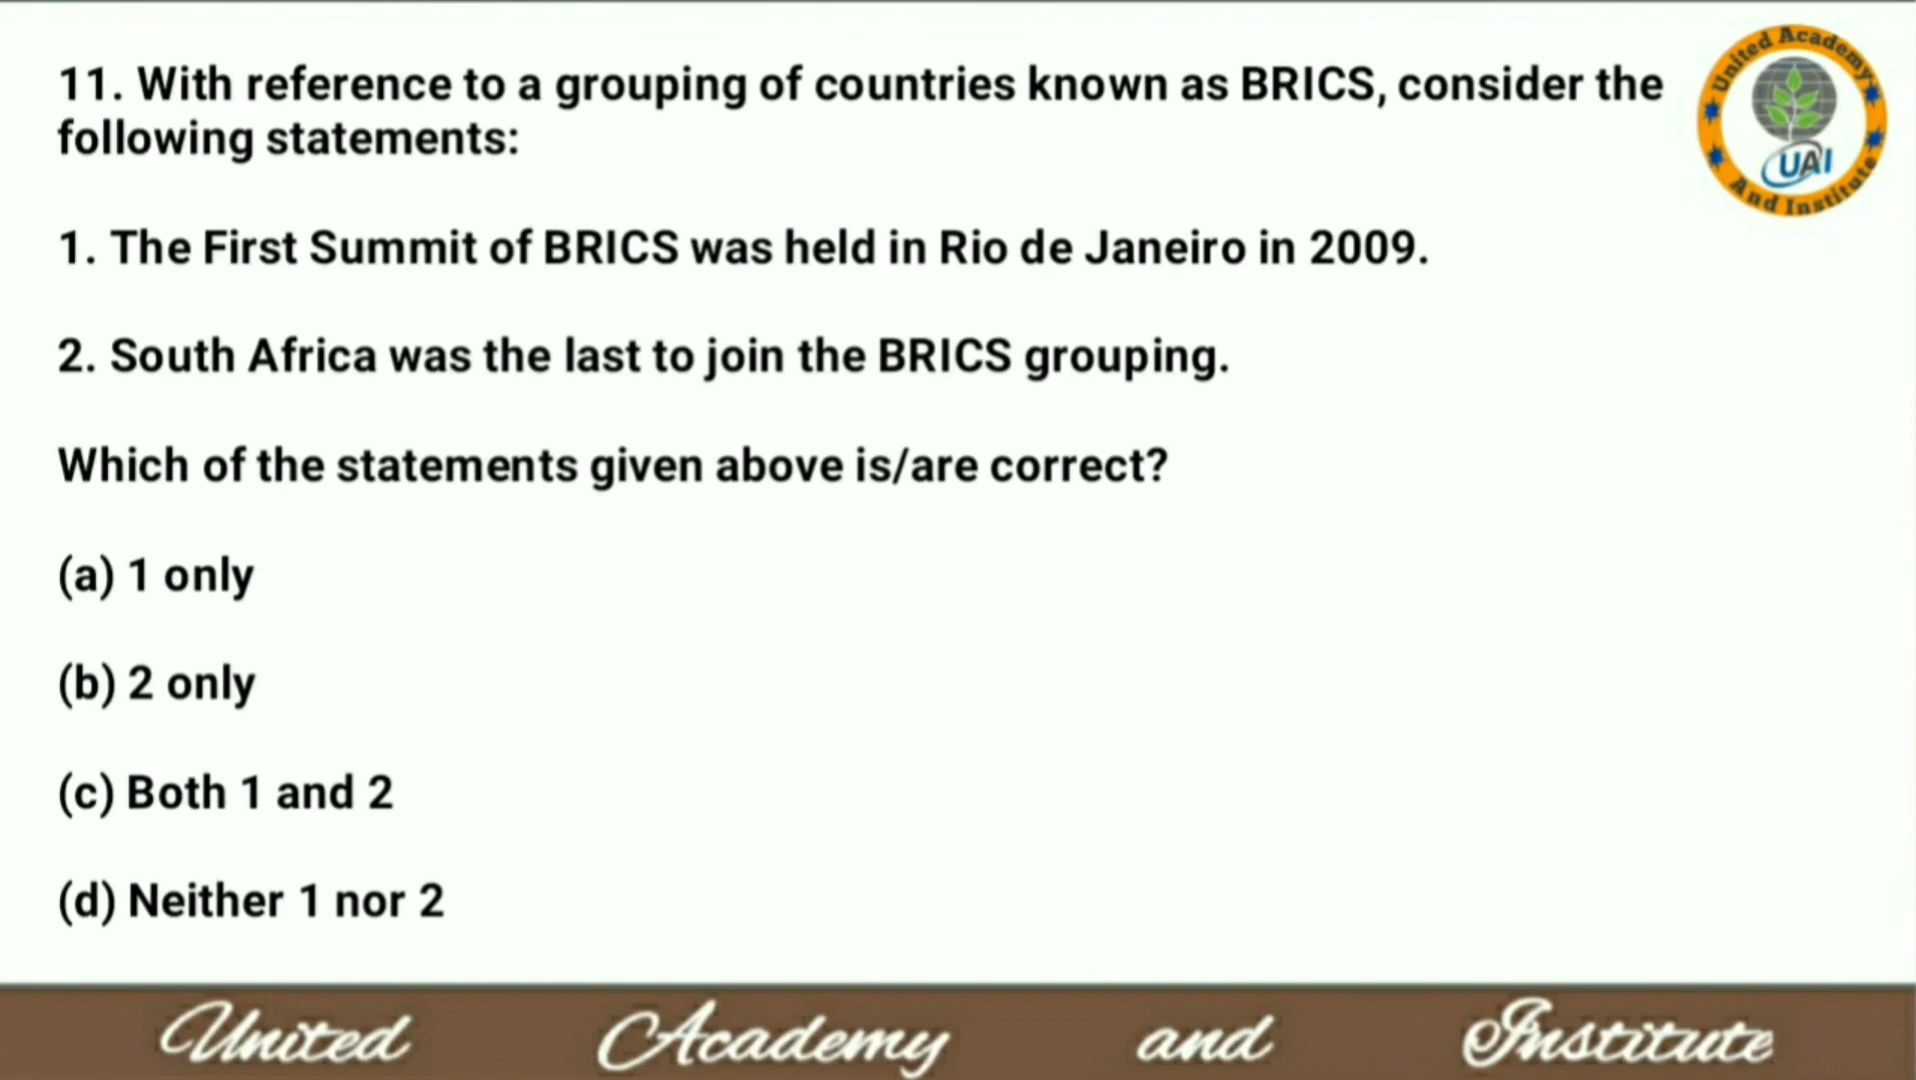 11. With reference to a grouping of countries known as BRICS, consider the
following statements:
1. The First Summit of BRICS was held in Rio de Janeiro in 2009.
2. South Africa was the last to join the BRICS grouping.
Which of the statements given above is/are correct?
(a) 1 only
(b) 2 only
(c) Both 1 and 2
(d) Neither 1 nor 2
United Academy
UAI
And Institute
United Academy and Institute